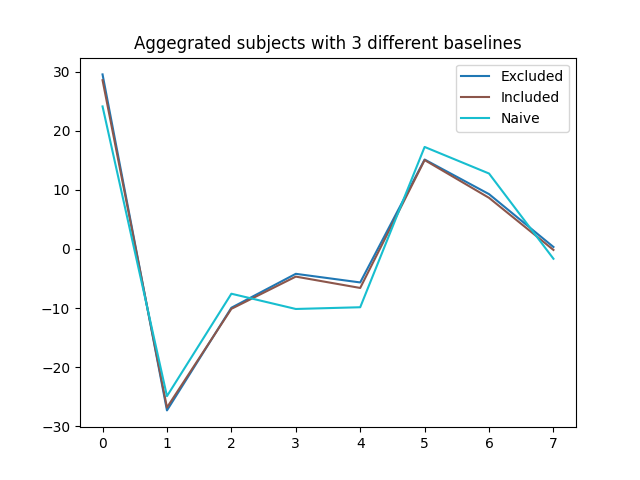 Aggegrated subjects with 3 different baselines
30
20
10
0
−10
−20
−30
0 1 2 3 4 5 6 7
Excluded
Included
Naive